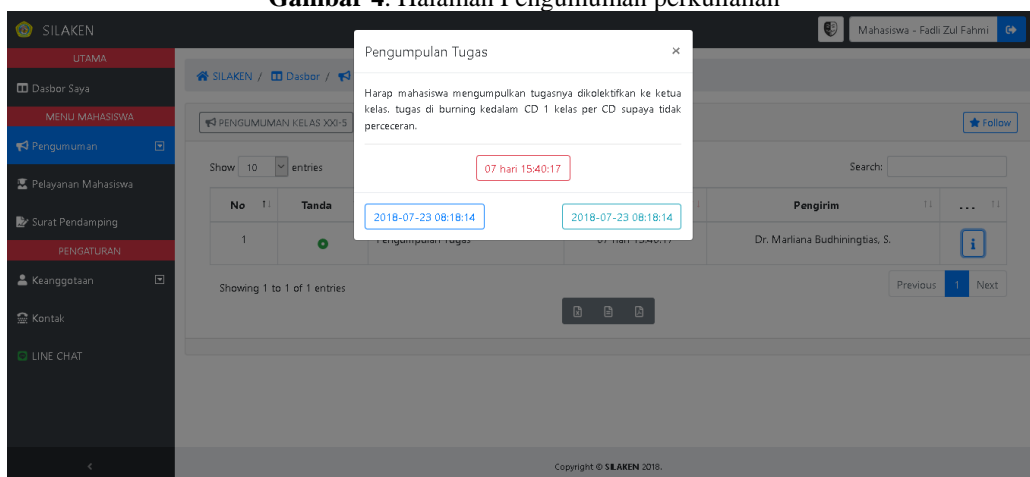 Gambar 4. Halaman Pengumuman perkuliahan
SILAKEN
Mahasiswa - Fadli Zul Fahmi
UTAMA
Dasbor Saya
MENU MAHASISWA
Pengumuman
Pelayanan Mahasiswa
Surat Pendamping
PENGATURAN
Keanggotaan
Kontak
LINE CHAT
SILAKEN / Dasbor /
PENGUMUMAN KELAS XXI-5
Follow
Pengumpulan Tugas ×
Harap mahasiswa mengumpulkan tugasnya dikolektifkan ke ketua
kelas. tugas di burning kedalam CD 1 kelas per CD supaya tidak
perceceran.
07 hari 15:40:17
2018-07-23 08:18:14
2018-07-23 08:18:14
Show 10 entries
Search:
No Tanda Pengirim ...
1 Pengumpulan Tugas 07 hari 15:40:17 Dr. Marliana Budhiningtias, S.
Showing 1 to 1 of 1 entries
Previous 1 Next
Copyright © SILAKEN 2018.